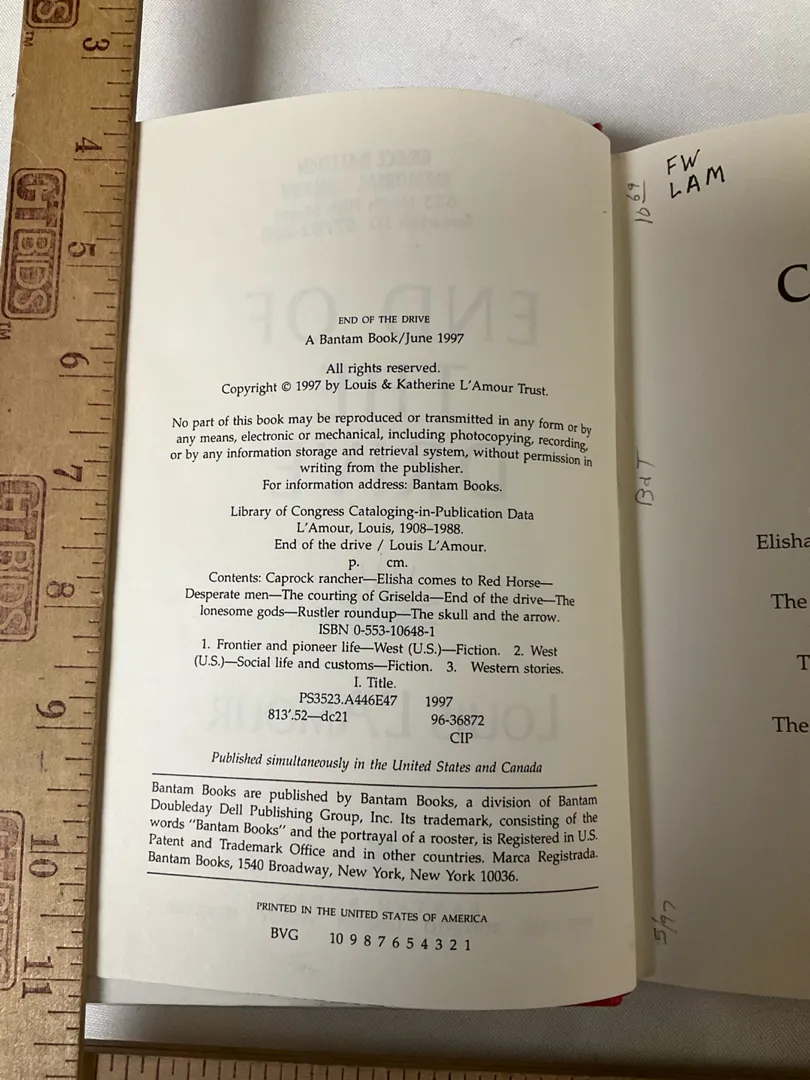 3
4
GT BIDS
TM
5
6
7
GT BIDS
8
9
10
11
END OF THE DRIVE
A Bantam Book/June 1997
All rights reserved.
Copyright © 1997 by Louis & Katherine L'Amour Trust.
No part of this book may be reproduced or transmitted in any form or by
any means, electronic or mechanical, including photocopying, recording,
or by any information storage and retrieval system, without permission in
writing from the publisher.
For information address: Bantam Books.
Library of Congress Cataloging-in-Publication Data
L'Amour, Louis, 1908–1988.
End of the drive / Louis L'Amour.
p. cm.
Contents: Caprock rancher—Elisha comes to Red Horse—
Desperate men—The courting of Griselda—End of the drive—The
lonesome gods—Rustler roundup—The skull and the arrow.
ISBN 0-553-10648-1
1. Frontier and pioneer life—West (U.S.)—Fiction. 2. West
(U.S.)—Social life and customs—Fiction. 3. Western stories.
I. Title.
PS3523.A446E47 1997
813'.52—dc21 96-36872
CIP
Published simultaneously in the United States and Canada
Bantam Books are published by Bantam Books, a division of Bantam
Doubleday Dell Publishing Group, Inc. Its trademark, consisting of the
words "Bantam Books" and the portrayal of a rooster, is Registered in U.S.
Patent and Trademark Office and in other countries. Marca Registrada.
Bantam Books, 1540 Broadway, New York, New York 10036.
PRINTED IN THE UNITED STATES OF AMERICA
BVG 10 9 8 7 6 5 4 3 2 1
FW
LAM
B&T
5/97
C
Elisha
The
T
The